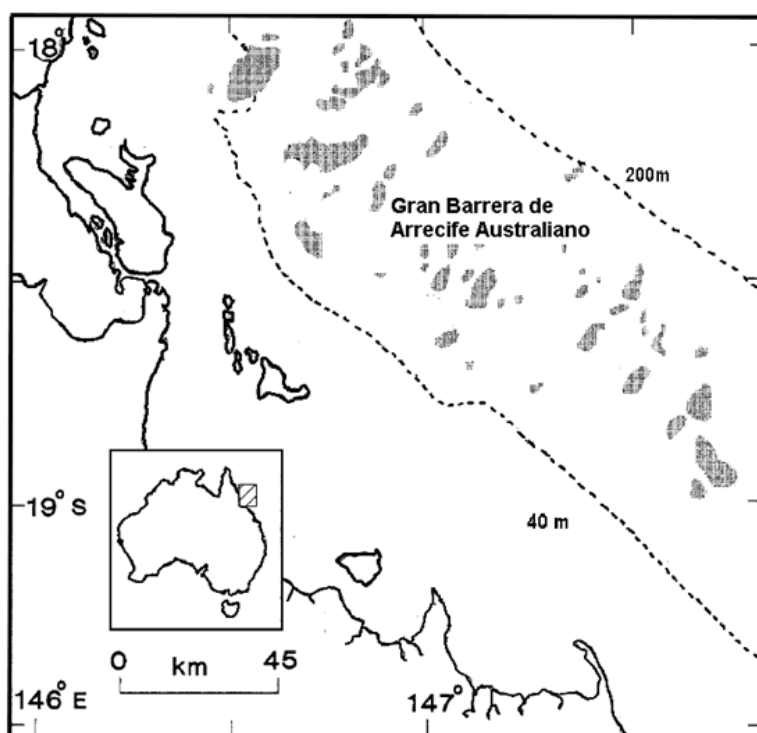 18°
200m
Gran Barrera de
Arrecife Australiano
19° S
40 m
0 km 45
146° E
147°